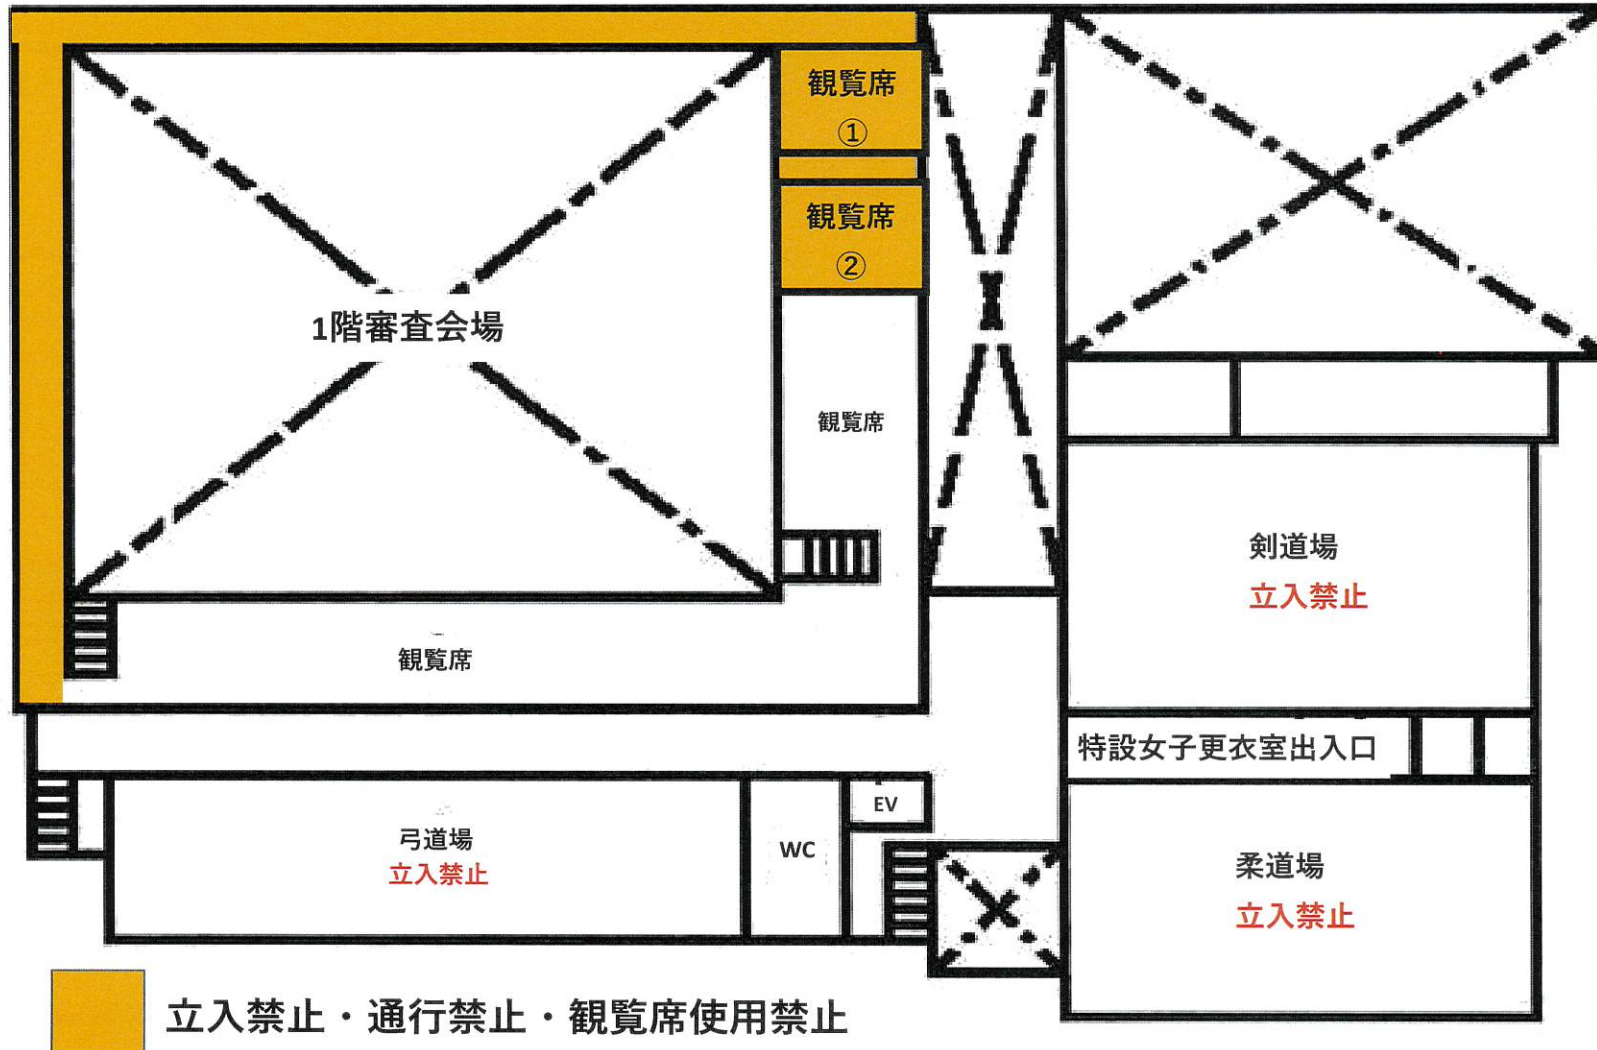 観覧席
①
観覧席
②
1階審査会場
観覧席
剣道場
立入禁止
観覧席
特設女子更衣室出入口
EV
弓道場
立入禁止
WC
柔道場
立入禁止
立入禁止・通行禁止・観覧席使用禁止